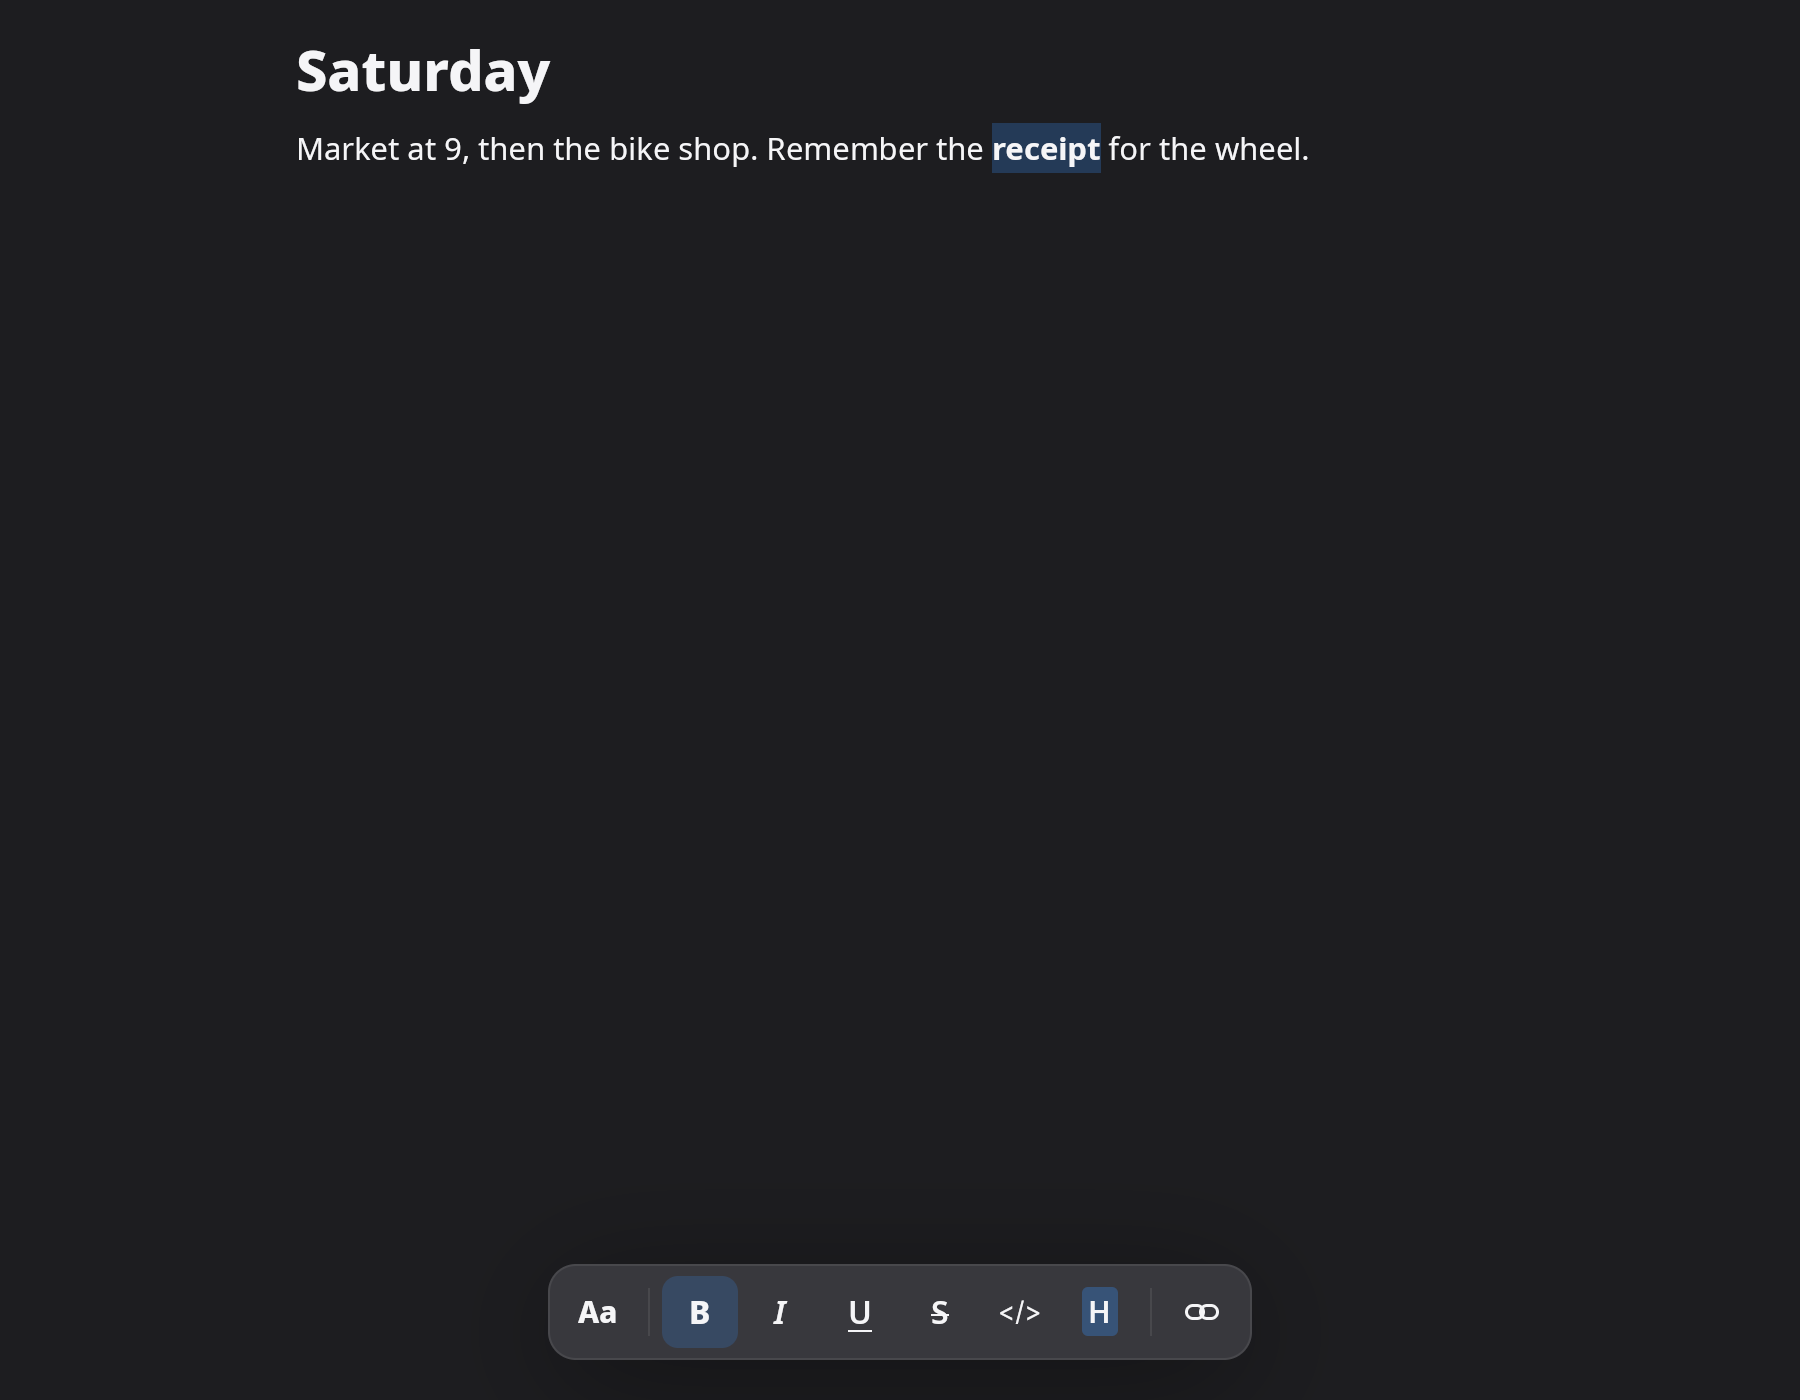 Saturday
Market at 9, then the bike shop. Remember the receipt for the wheel.
Aa B I U S </> H